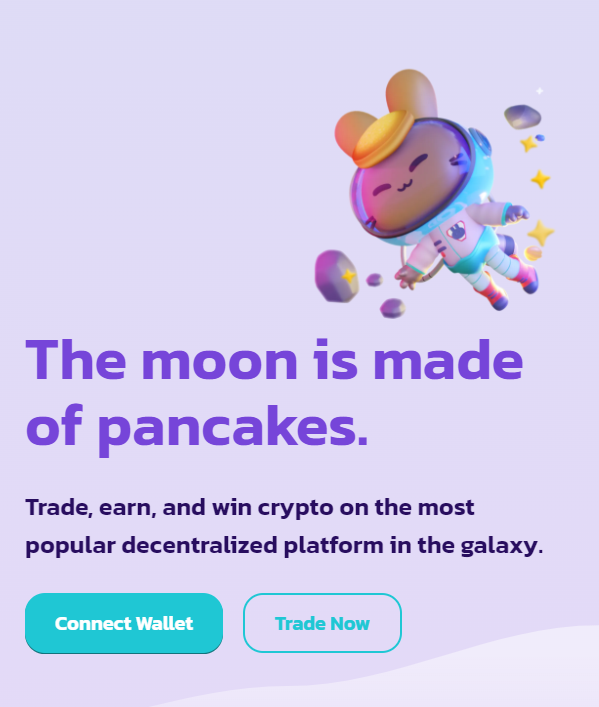 The moon is made
of pancakes.
Trade, earn, and win crypto on the most
popular decentralized platform in the galaxy.
Connect Wallet
Trade Now